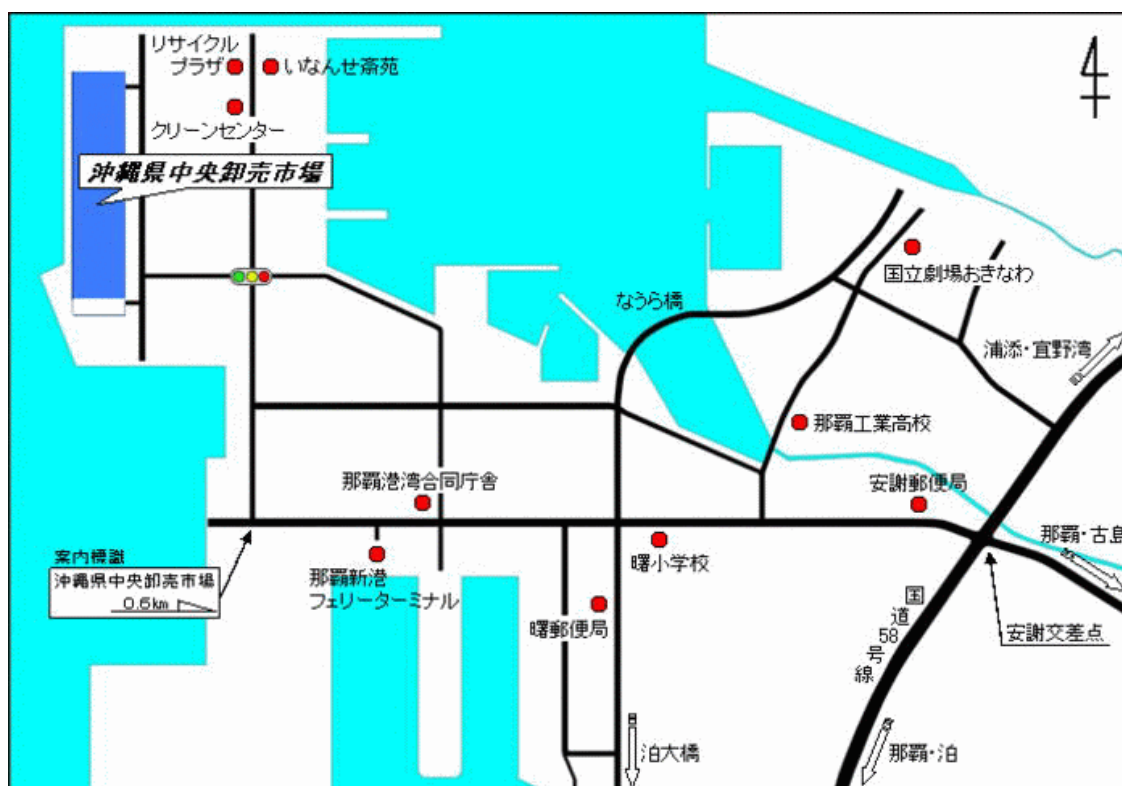 リサイクル
プラザ
いなんせ斎苑
クリーンセンター
沖縄県中央卸売市場
国立劇場おきなわ
なうら橋
浦添・宜野湾
那覇工業高校
那覇港湾合同庁舎
安謝郵便局
那覇・古島
案内標識
沖縄県中央卸売市場
0.6km
那覇新港
フェリーターミナル
曙小学校
曙郵便局
国道58号線
安謝交差点
泊大橋
那覇・泊